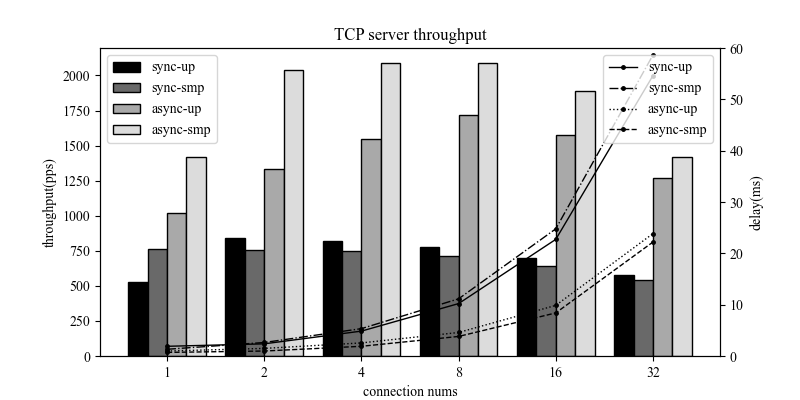 TCP server throughput
sync-up
sync-smp
async-up
async-smp
sync-up
sync-smp
async-up
async-smp
throughput(pps)
2000
1750
1500
1250
1000
750
500
250
0
60
50
40
30
20
10
0
delay(ms)
1 2 4 8 16 32
connection nums